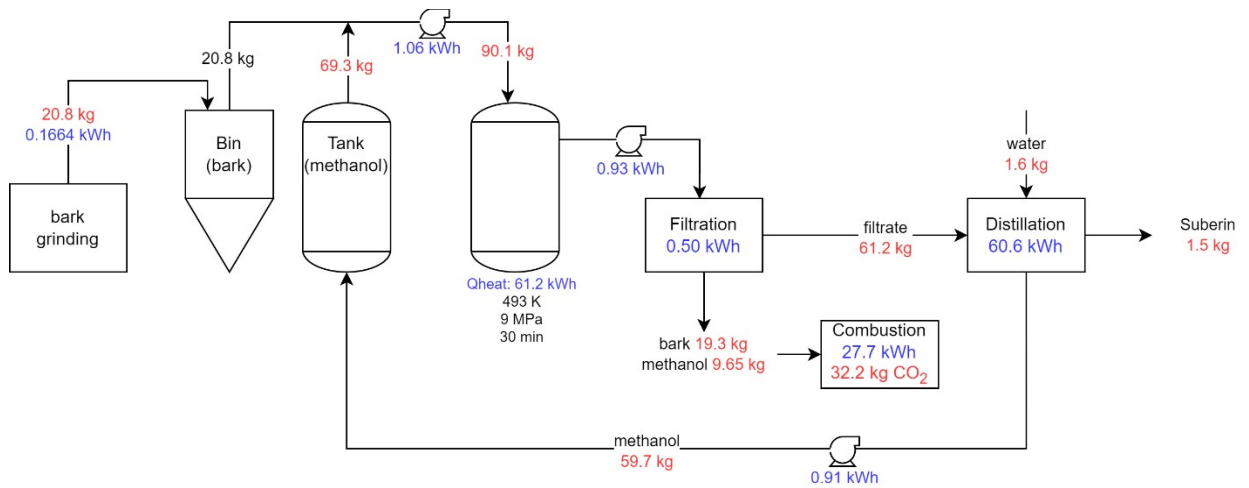 20.8 kg
0.1664 kWh
bark
grinding
20.8 kg
Bin
(bark)
69.3 kg
Tank
(methanol)
1.06 kWh
90.1 kg
Qheat: 61.2 kWh
493 K
9 MPa
30 min
0.93 kWh
Filtration
0.50 kWh
bark 19.3 kg
methanol 9.65 kg
Combustion
27.7 kWh
32.2 kg CO₂
filtrate
61.2 kg
water
1.6 kg
Distillation
60.6 kWh
Suberin
1.5 kg
methanol
59.7 kg
0.91 kWh